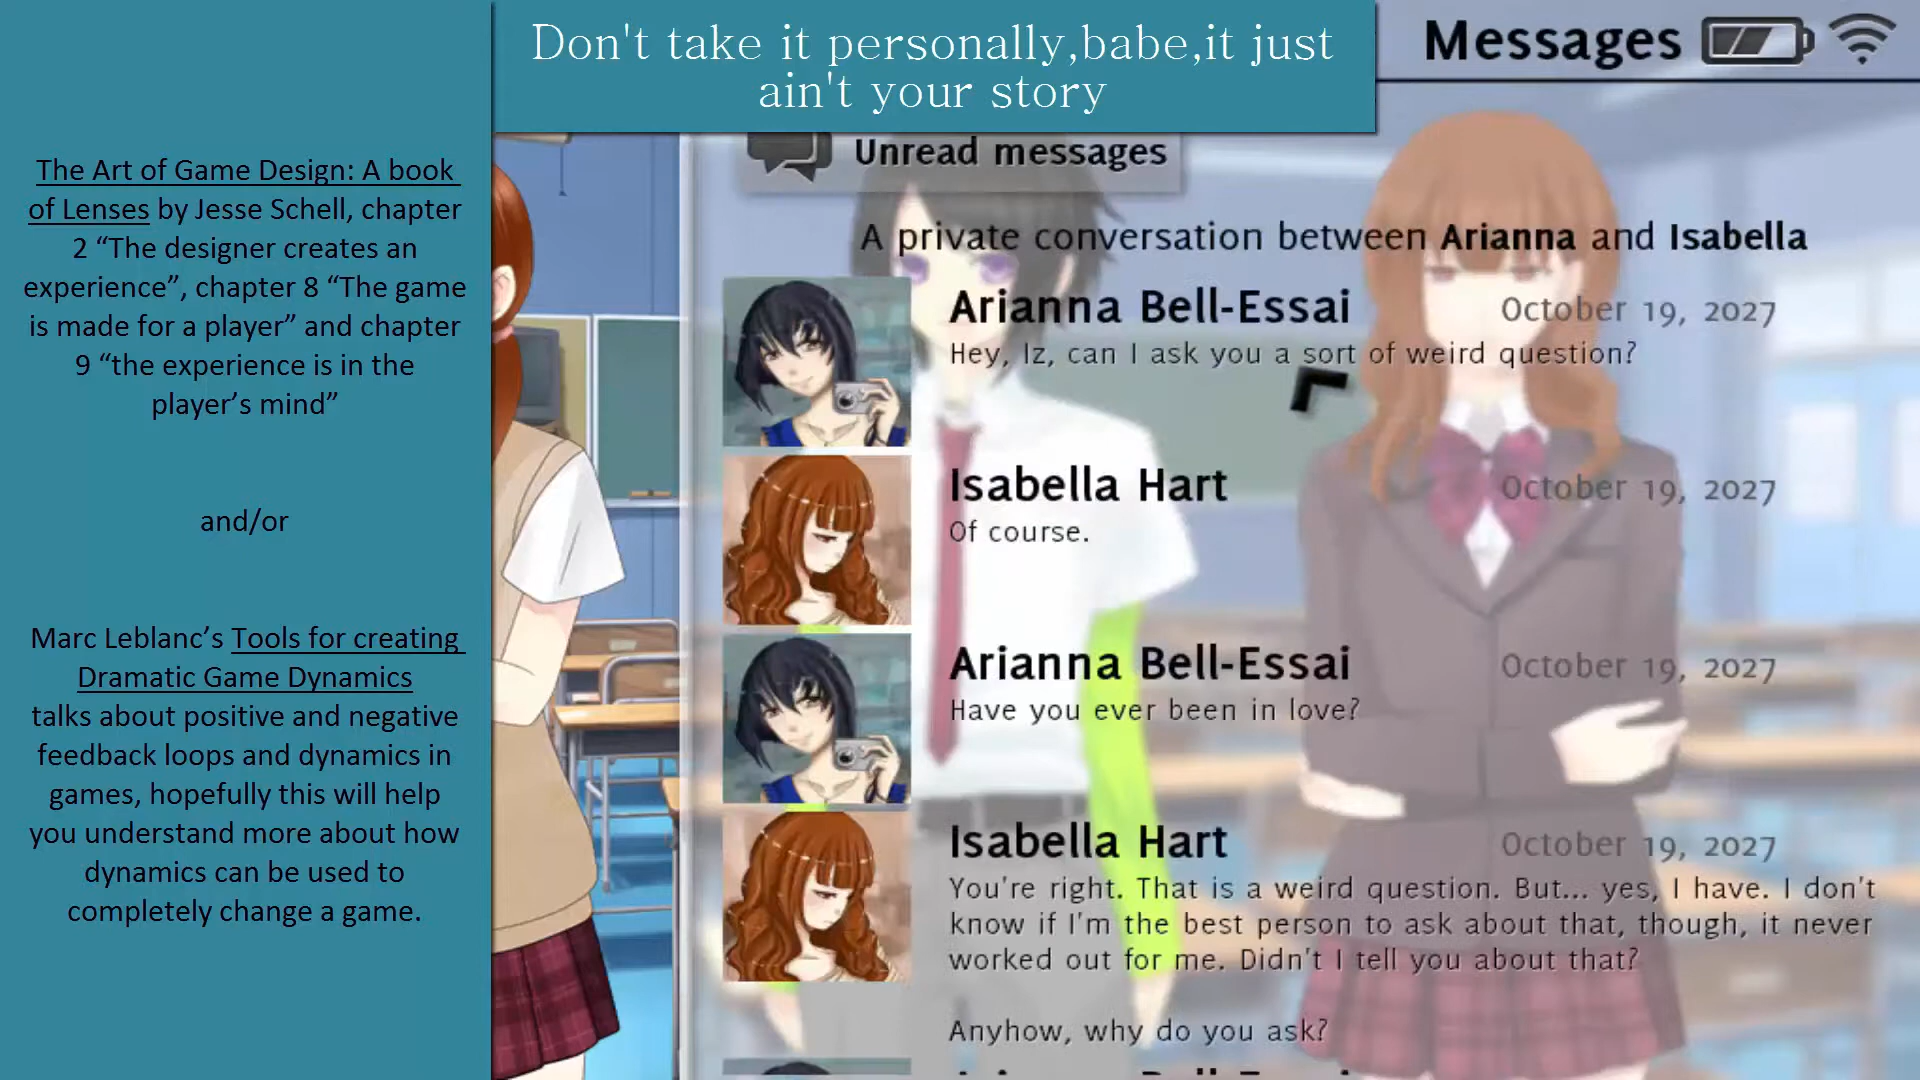 Don't take it personally,babe,it just
ain't your story
The Art of Game Design: A book
of Lenses by Jesse Schell, chapter
2 “The designer creates an
experience”, chapter 8 “The game
is made for a player” and chapter
9 “the experience is in the
player’s mind”
and/or
Marc Leblanc’s Tools for creating
Dramatic Game Dynamics
talks about positive and negative
feedback loops and dynamics in
games, hopefully this will help
you understand more about how
dynamics can be used to
completely change a game.
Messages
Unread messages
A private conversation between Arianna and Isabella
Arianna Bell-Essai October 19, 2027
Hey, Iz, can I ask you a sort of weird question?
Isabella Hart October 19, 2027
Of course.
Arianna Bell-Essai October 19, 2027
Have you ever been in love?
Isabella Hart October 19, 2027
You're right. That is a weird question. But... yes, I have. I don't
know if I'm the best person to ask about that, though, it never
worked out for me. Didn't I tell you about that?
Anyhow, why do you ask?